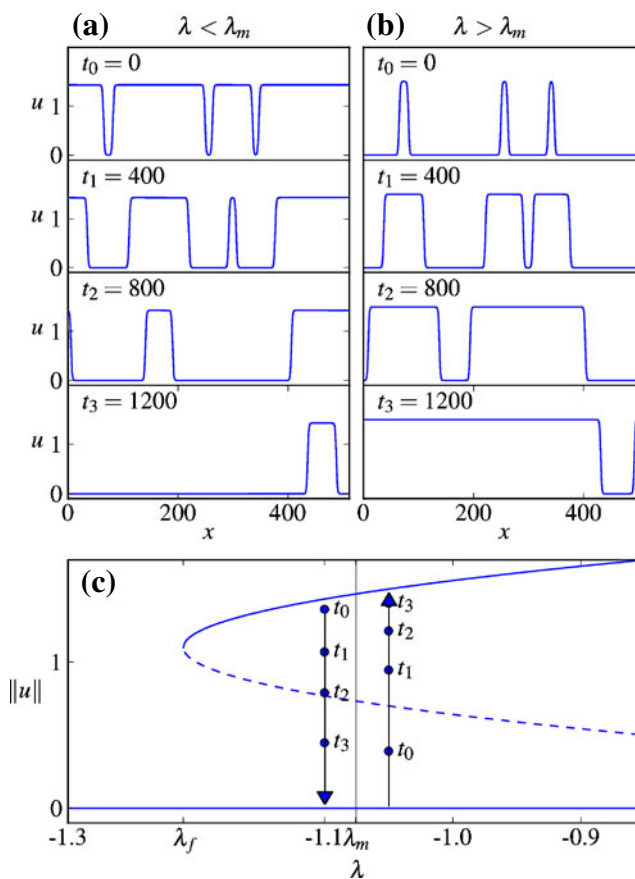 (a) λ < λₘ (b) λ > λₘ
t₀ = 0 t₀ = 0
u 1
0
t₁ = 400 t₁ = 400
u 1
0
t₂ = 800 t₂ = 800
u 1
0
t₃ = 1200 t₃ = 1200
u 1
0
0 200 400 0 200 400
x x
(c)
t₀ t₃
t₁ t₂
t₂ t₁
t₃ t₀
1
‖u‖
0
-1.3 λ_f -1.1 λₘ -1.0 -0.9
λ